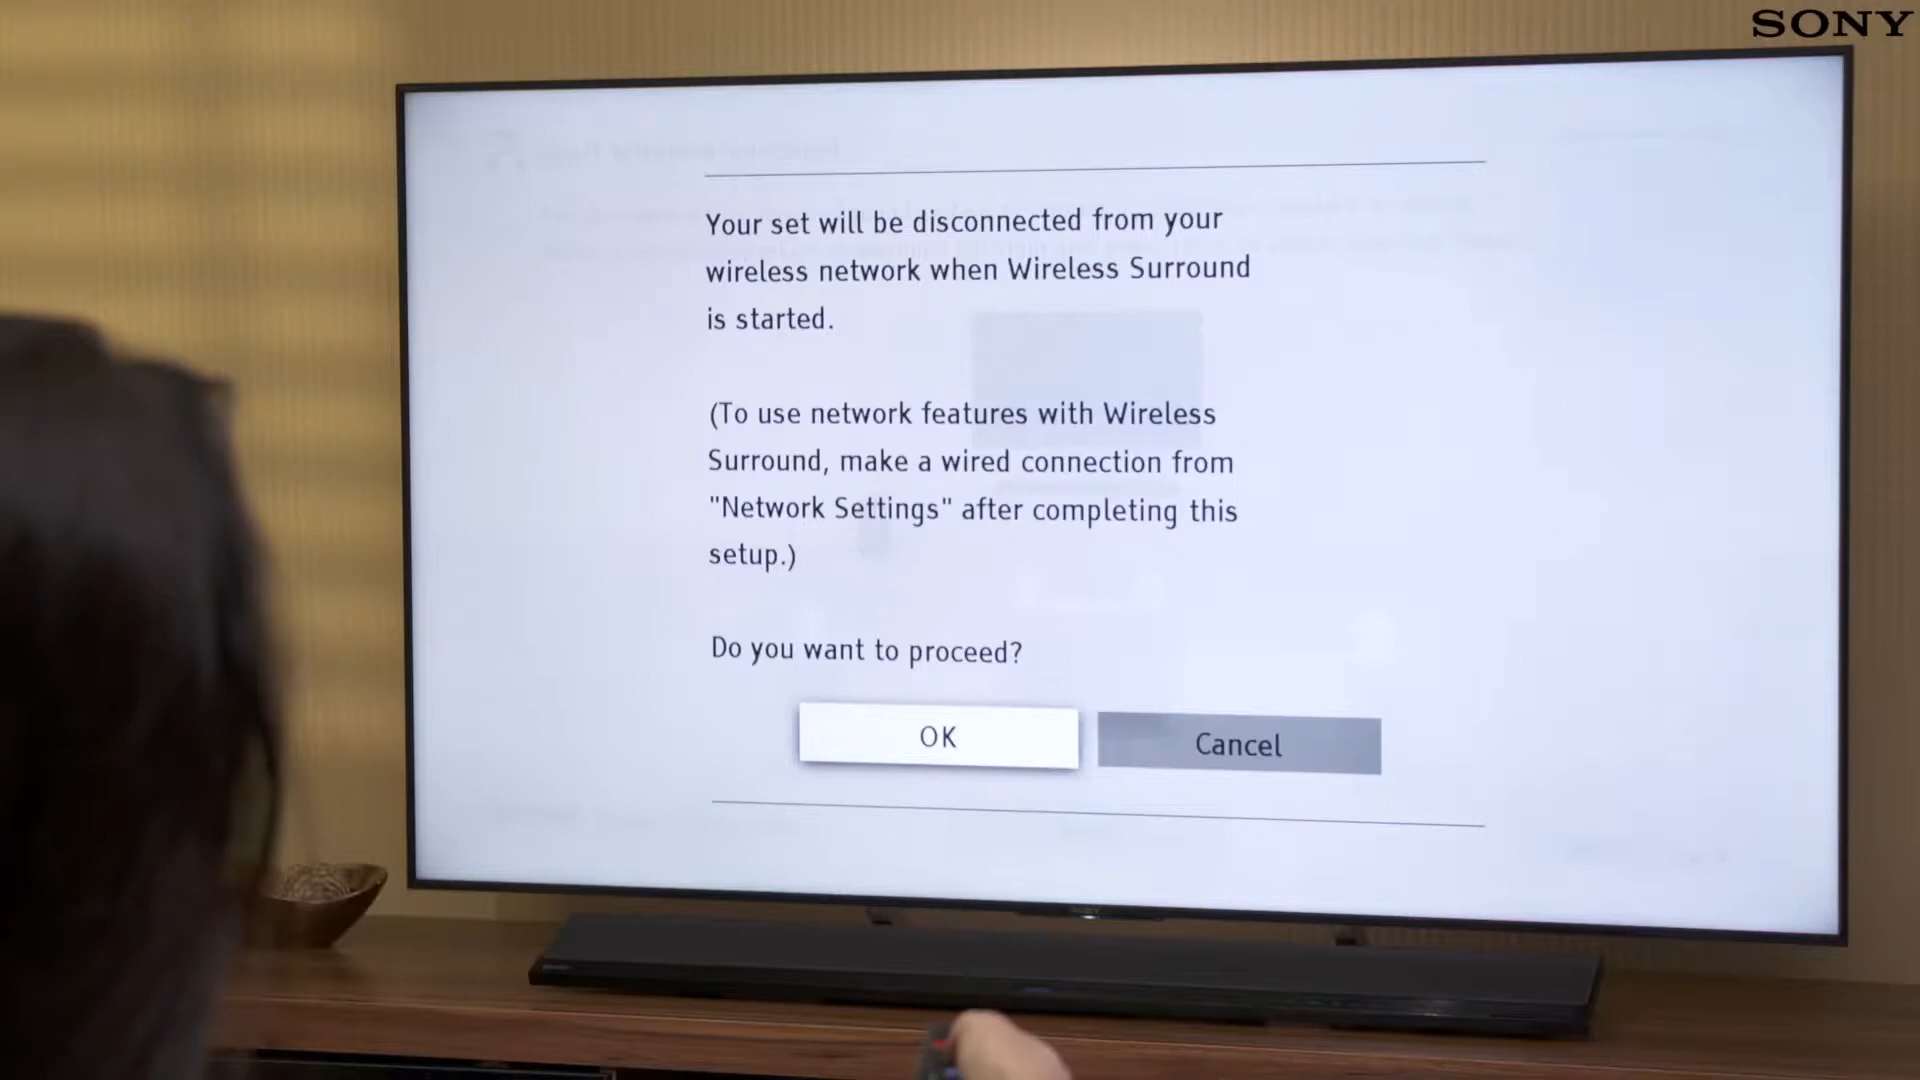 SONY
Your set will be disconnected from your
wireless network when Wireless Surround
is started.
(To use network features with Wireless
Surround, make a wired connection from
"Network Settings" after completing this
setup.)
Do you want to proceed?
OK
Cancel